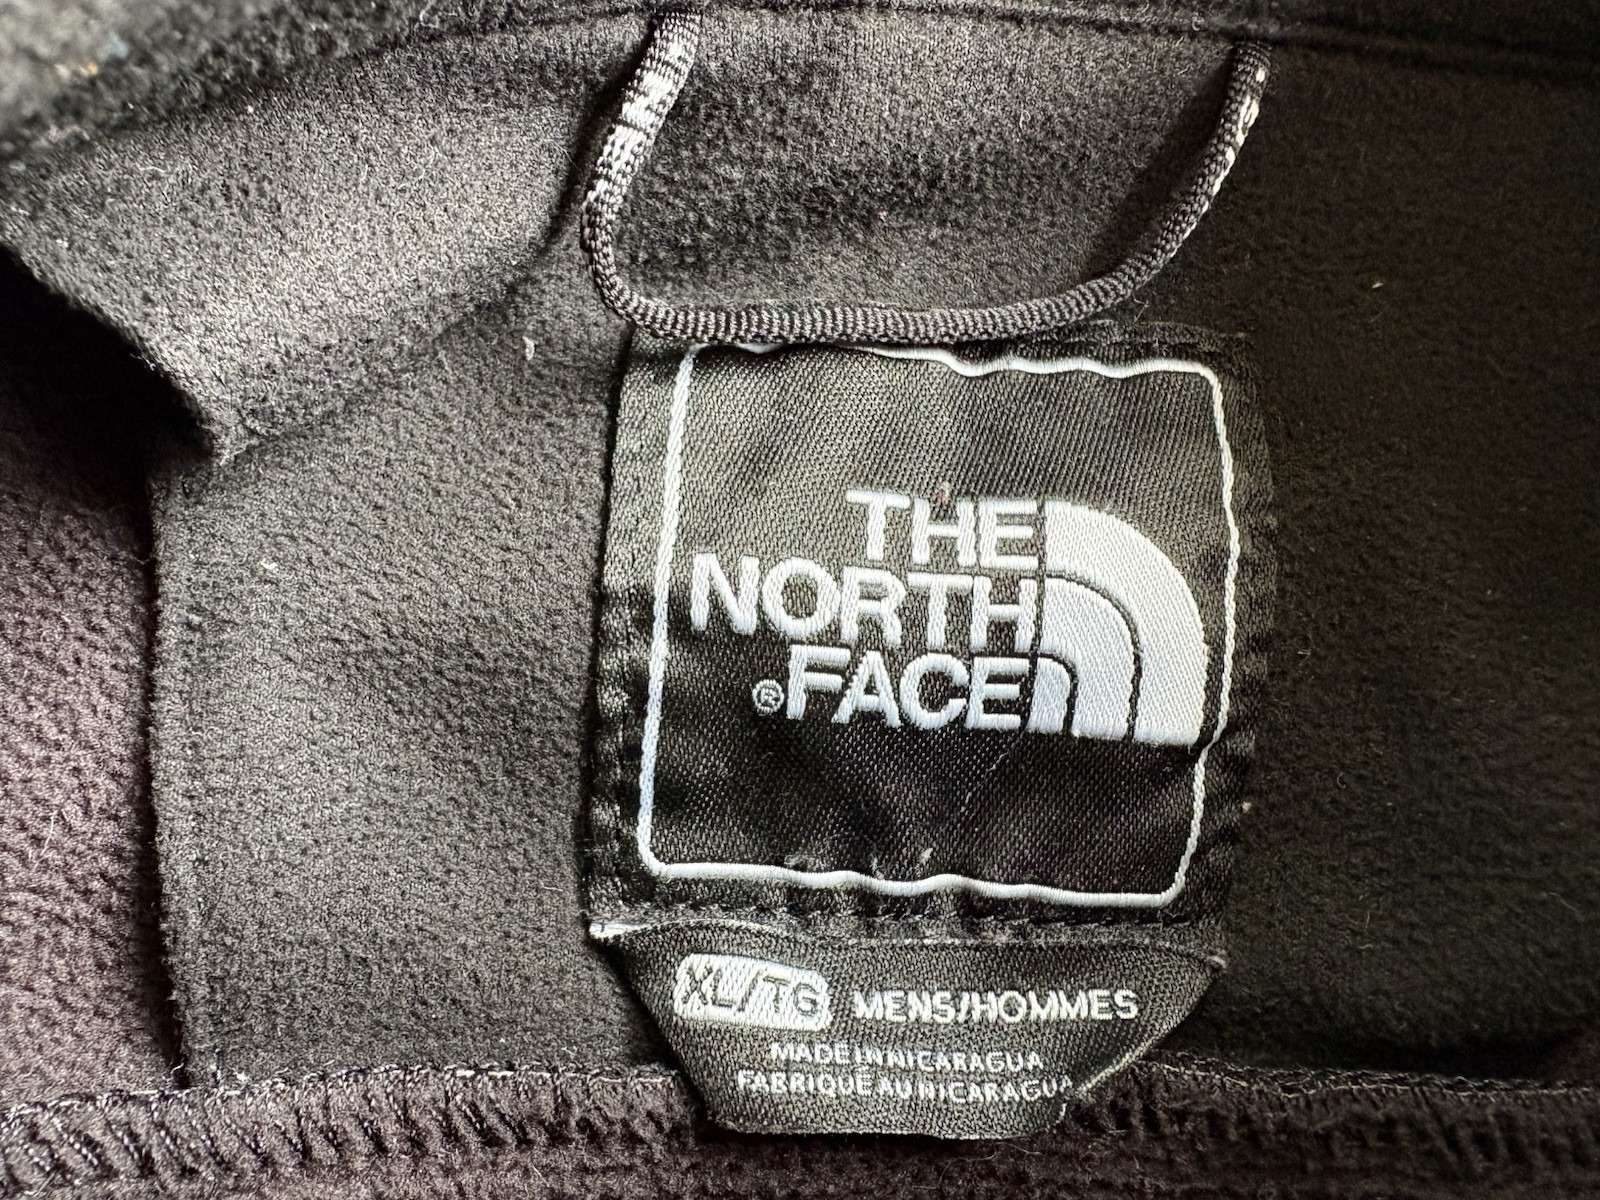 THE
NORTH
FACE
®
XL/TG MENS/HOMMES
MADE IN NICARAGUA
FABRIQUÉ AU NICARAGUA